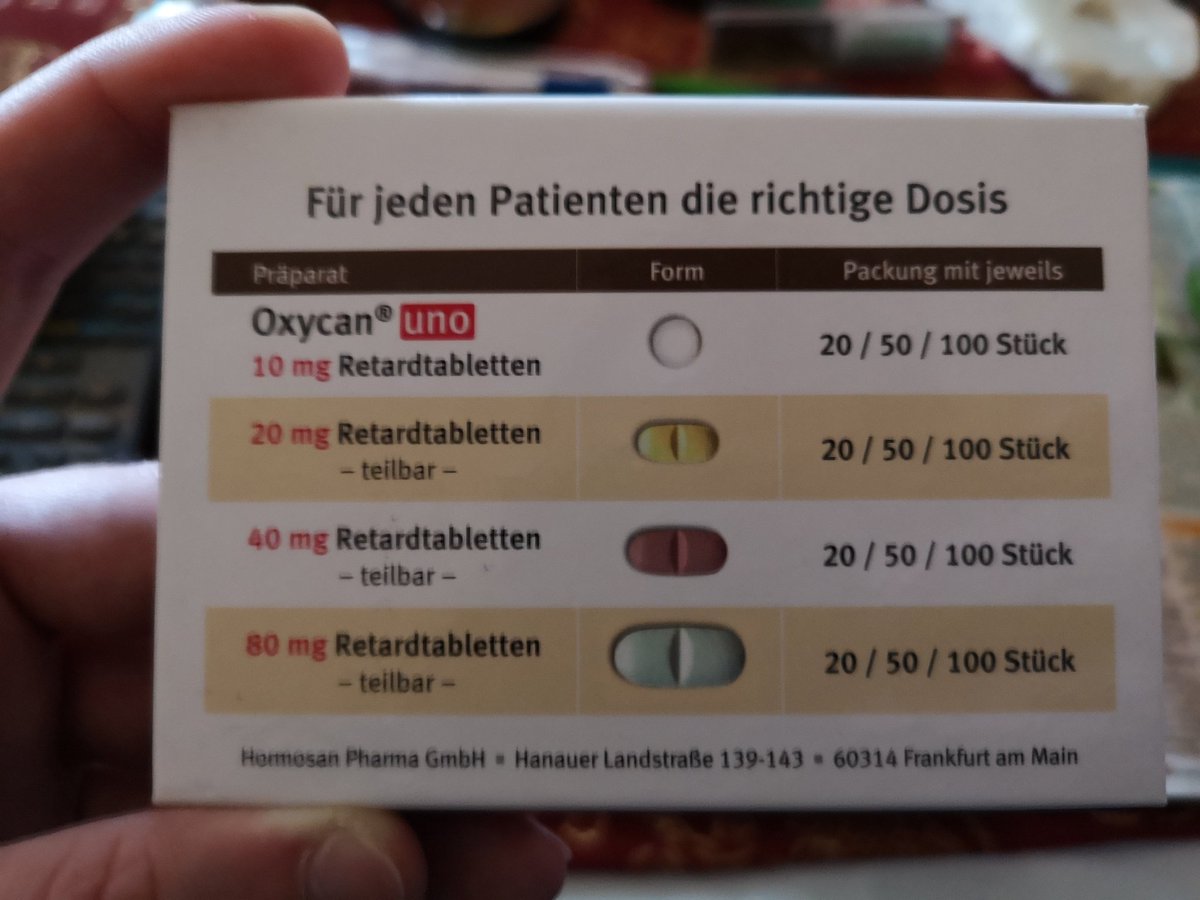 Für jeden Patienten die richtige Dosis
Präparat Form Packung mit jeweils
Oxycan® uno
10 mg Retardtabletten 20 / 50 / 100 Stück
20 mg Retardtabletten
– teilbar – 20 / 50 / 100 Stück
40 mg Retardtabletten
– teilbar – 20 / 50 / 100 Stück
80 mg Retardtabletten
– teilbar – 20 / 50 / 100 Stück
Hormosan Pharma GmbH ▪ Hanauer Landstraße 139-143 ▪ 60314 Frankfurt am Main